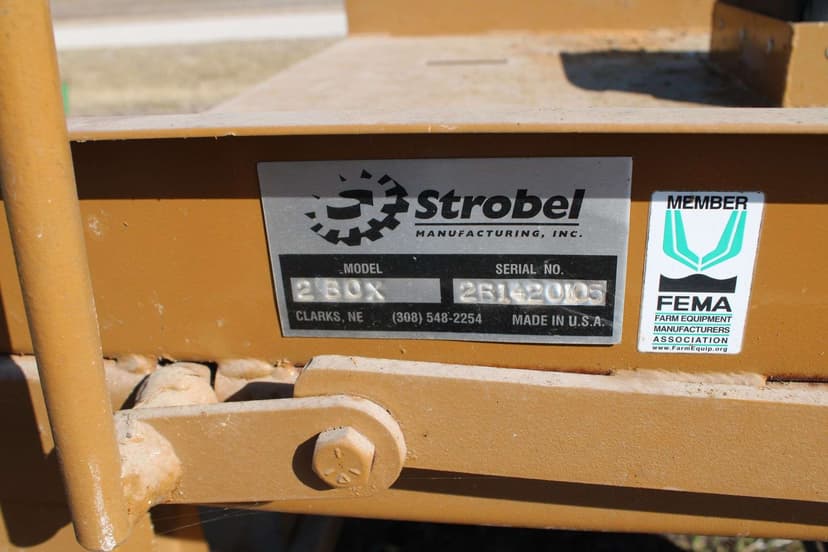 Strobel
MANUFACTURING, INC.
MODEL
SERIAL NO.
2 BOX
CLARKS, NE (308) 548-2254 MADE IN U.S.A.
MEMBER
FEMA
FARM EQUIPMENT
MANUFACTURERS
ASSOCIATION
www.FarmEquip.org